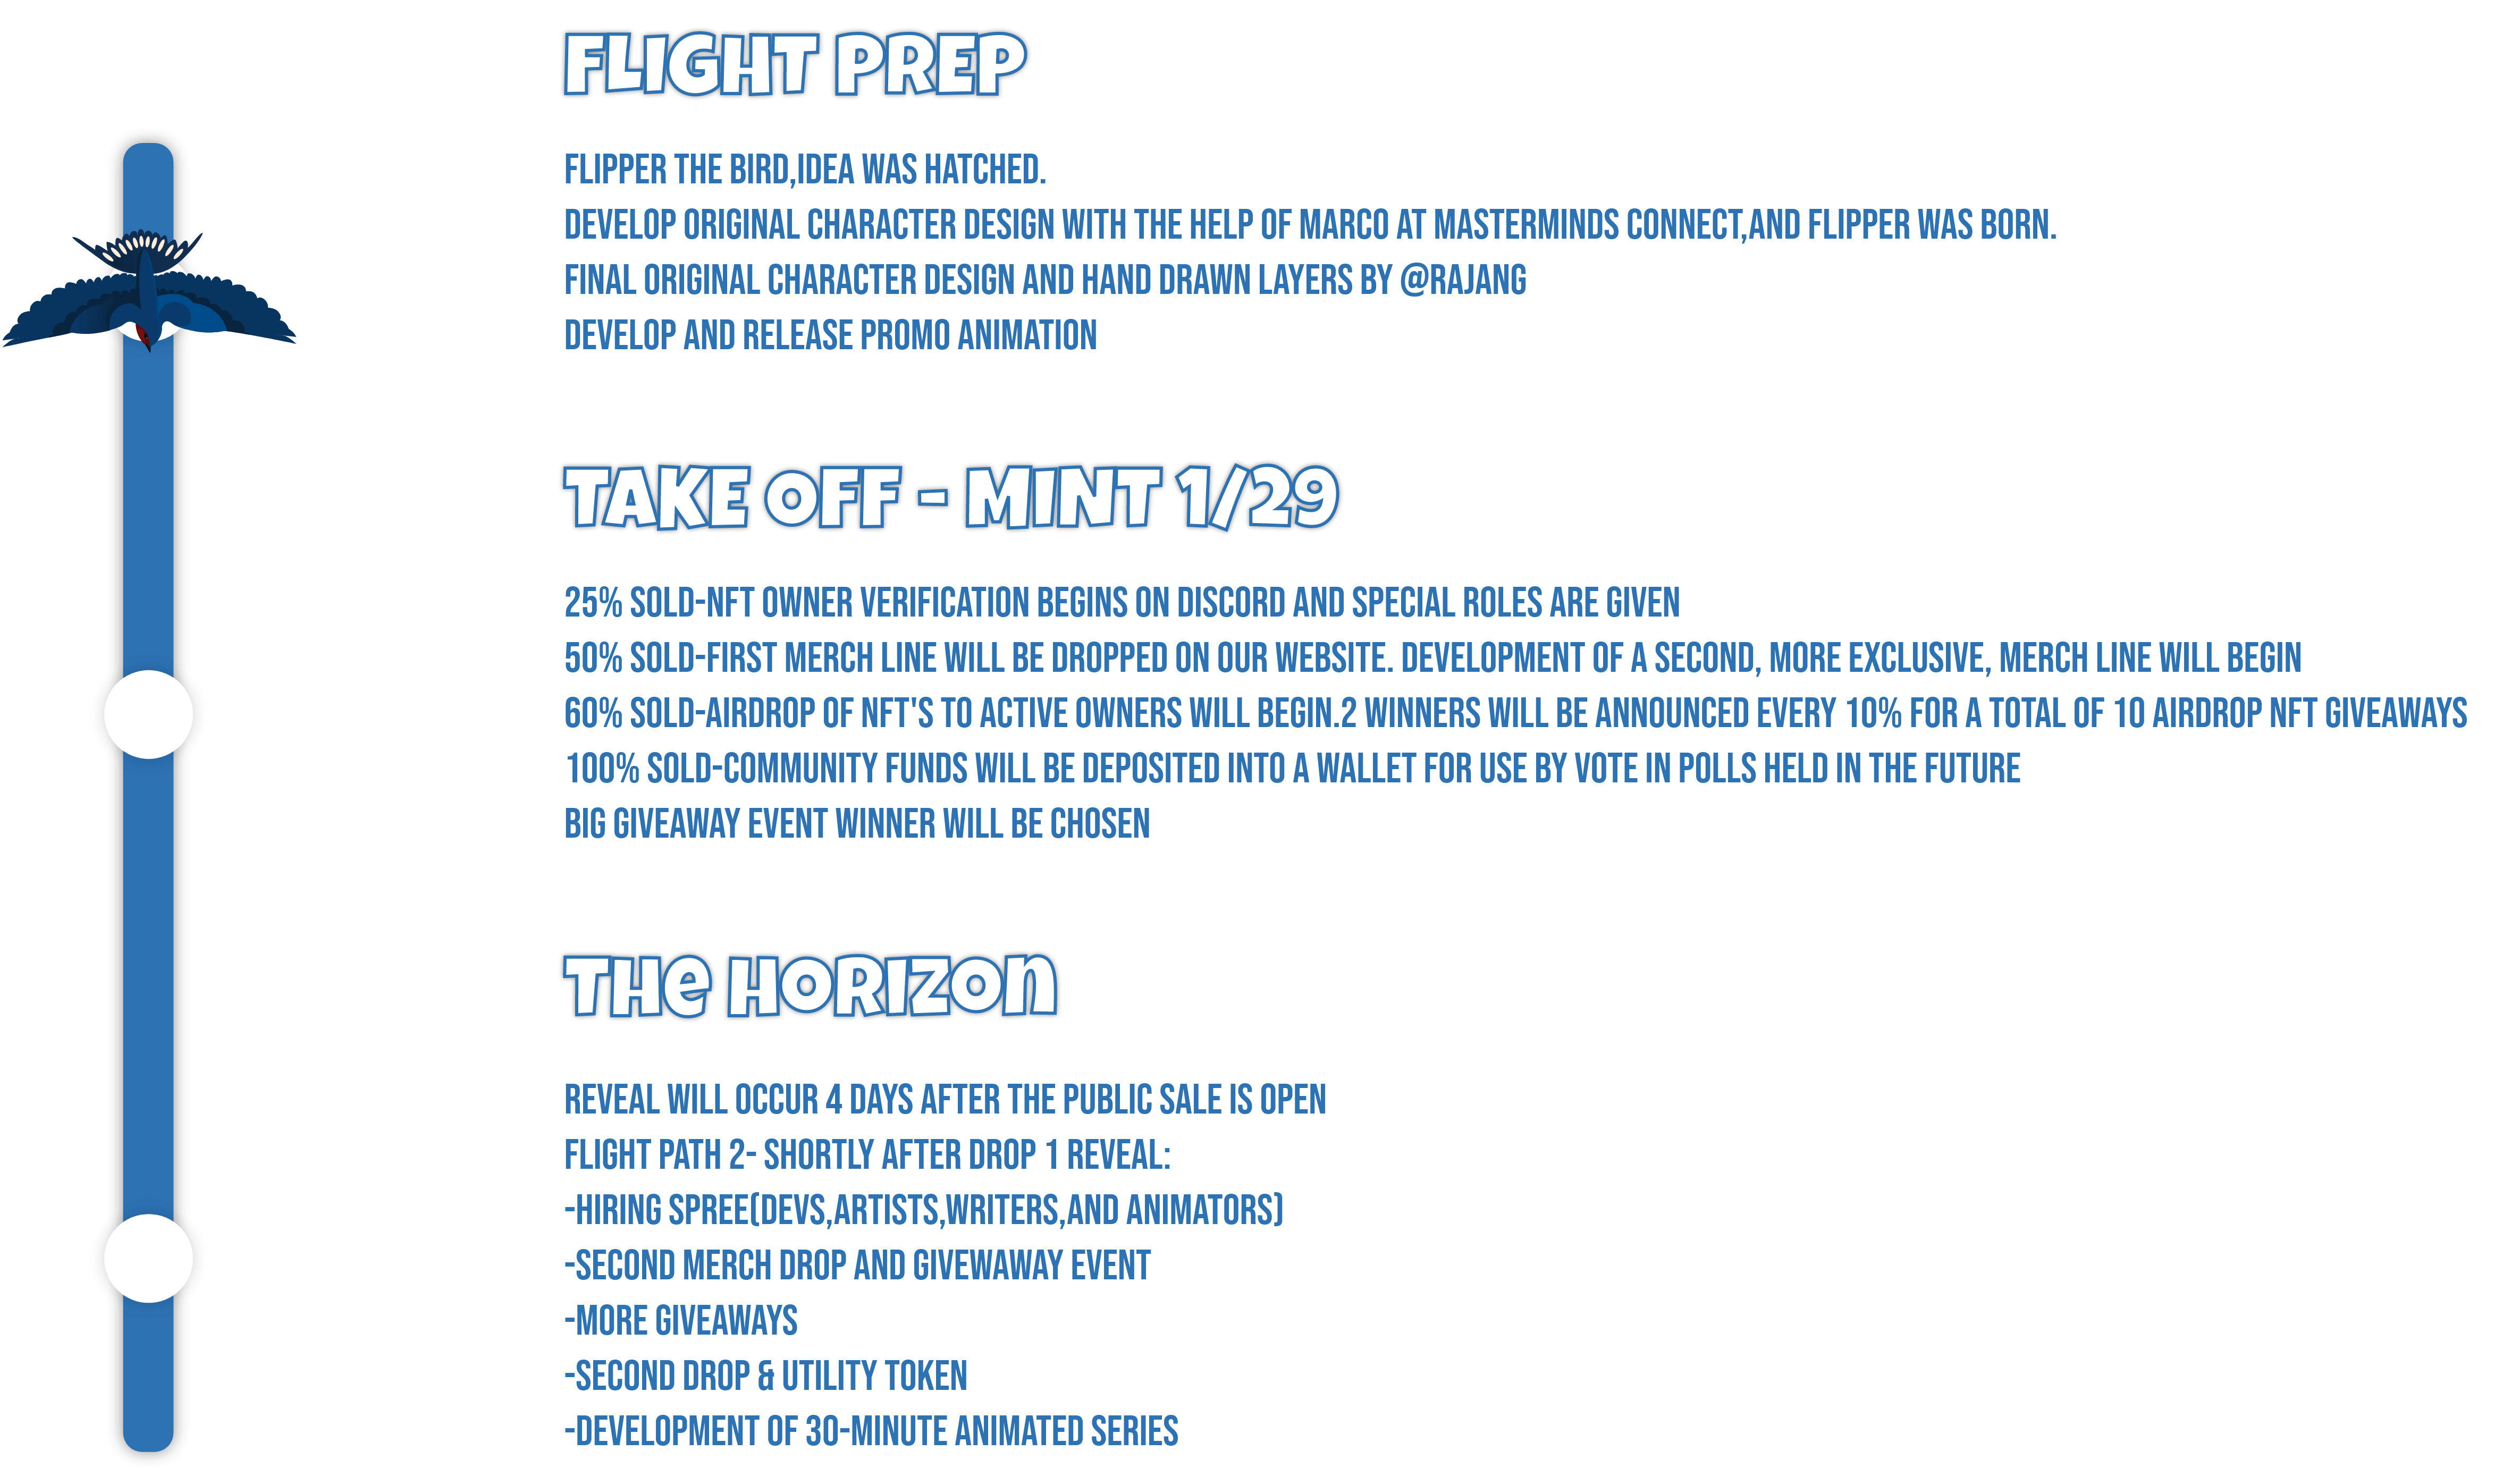 FLIGHT PREP
FLIPPER THE BIRD,IDEA WAS HATCHED.
DEVELOP ORIGINAL CHARACTER DESIGN WITH THE HELP OF MARCO AT MASTERMINDS CONNECT,AND FLIPPER WAS BORN.
FINAL ORIGINAL CHARACTER DESIGN AND HAND DRAWN LAYERS BY @RAJANG
DEVELOP AND RELEASE PROMO ANIMATION
TAKE OFF - MINT 1/29
25% SOLD-NFT OWNER VERIFICATION BEGINS ON DISCORD AND SPECIAL ROLES ARE GIVEN
50% SOLD-FIRST MERCH LINE WILL BE DROPPED ON OUR WEBSITE. DEVELOPMENT OF A SECOND, MORE EXCLUSIVE, MERCH LINE WILL BEGIN
60% SOLD-AIRDROP OF NFT'S TO ACTIVE OWNERS WILL BEGIN.2 WINNERS WILL BE ANNOUNCED EVERY 10% FOR A TOTAL OF 10 AIRDROP NFT GIVEAWAYS
100% SOLD-COMMUNITY FUNDS WILL BE DEPOSITED INTO A WALLET FOR USE BY VOTE IN POLLS HELD IN THE FUTURE
BIG GIVEAWAY EVENT WINNER WILL BE CHOSEN
THe HORIzon
REVEAL WILL OCCUR 4 DAYS AFTER THE PUBLIC SALE IS OPEN
FLIGHT PATH 2- SHORTLY AFTER DROP 1 REVEAL:
-HIRING SPREE(DEVS,ARTISTS,WRITERS,AND ANIMATORS)
-SECOND MERCH DROP AND GIVEWAWAY EVENT
-MORE GIVEAWAYS
-SECOND DROP & UTILITY TOKEN
-DEVELOPMENT OF 30-MINUTE ANIMATED SERIES